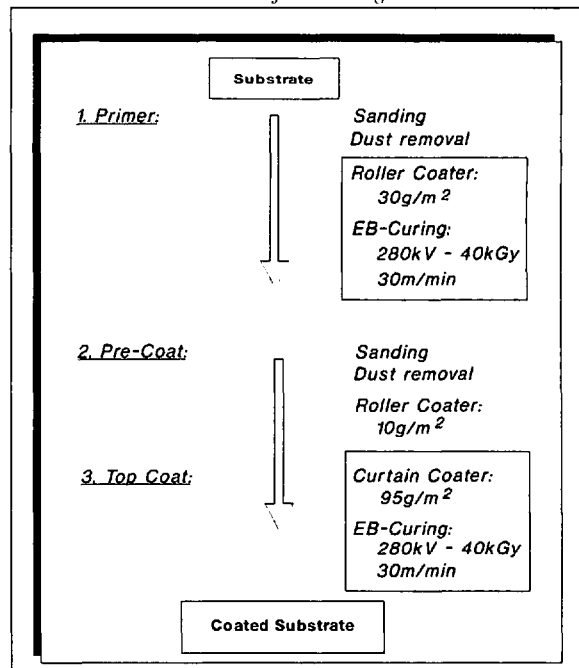 Substrate
1. Primer:
Sanding
Dust removal
Roller Coater:
30g/m²
EB-Curing:
280kV - 40kGy
30m/min
2. Pre-Coat:
Sanding
Dust removal
Roller Coater:
10g/m²
3. Top Coat:
Curtain Coater:
95g/m²
EB-Curing:
280kV - 40kGy
30m/min
Coated Substrate